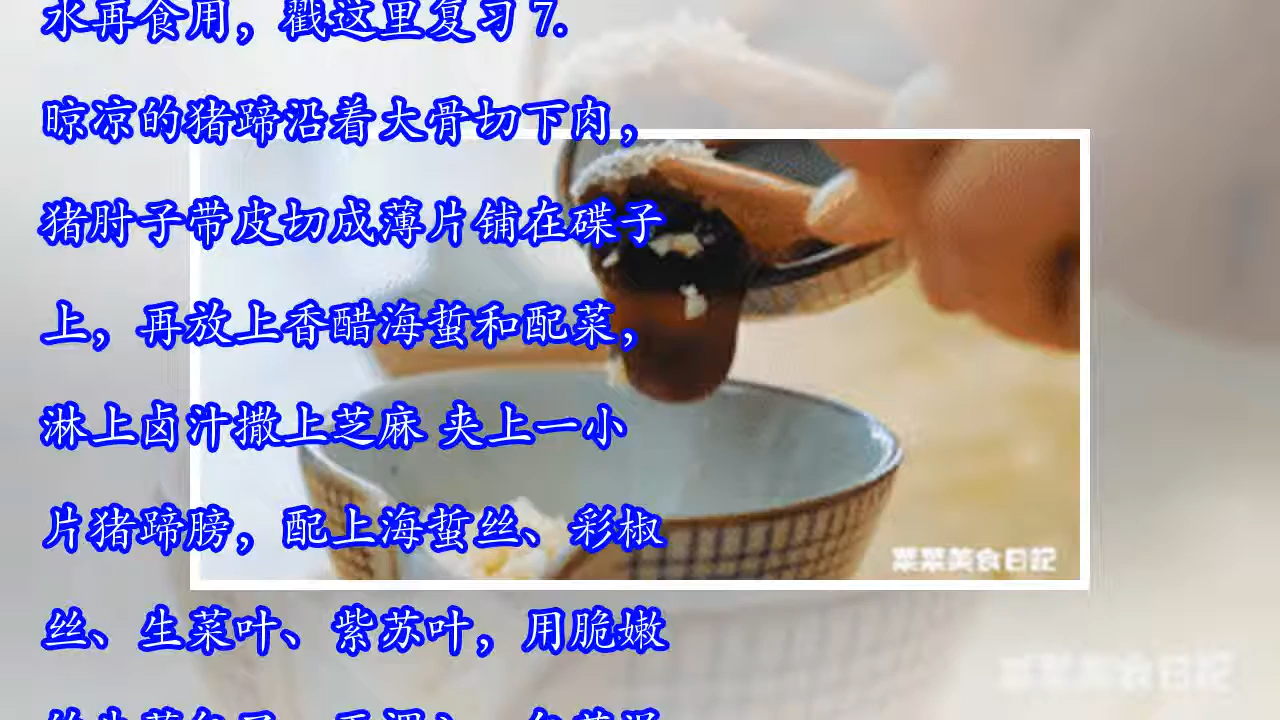 水再食用，戳这里复习 7.
晾凉的猪蹄沿着大骨切下肉，
猪肘子带皮切成薄片铺在碟子
上，再放上香醋海蜇和配菜，
淋上卤汁撒上芝麻 夹上一小
片猪蹄膀，配上海蜇丝、彩椒
丝、生菜叶、紫苏叶，用脆嫩
菜菜美食日記
菜菜美食日記